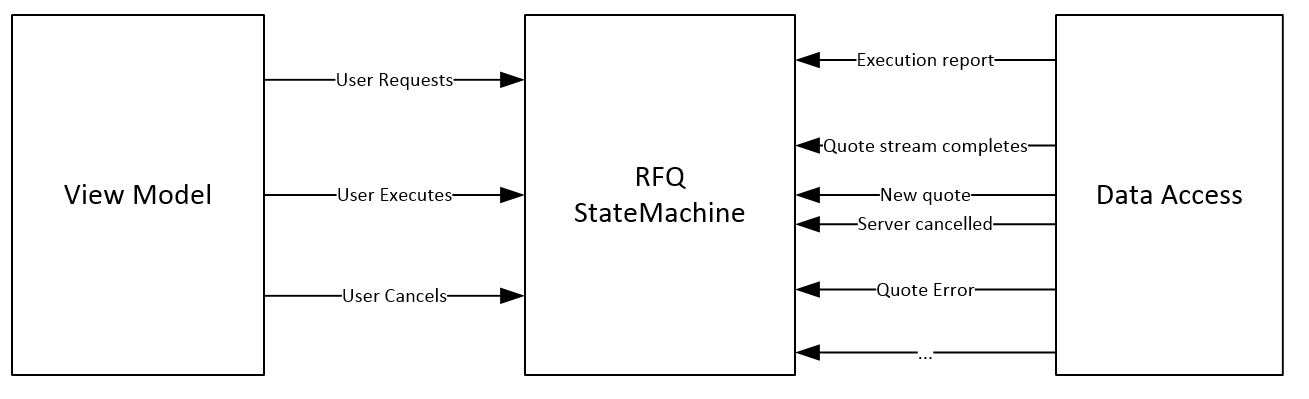 View Model
User Requests
User Executes
User Cancels
RFQ
StateMachine
Execution report
Quote stream completes
New quote
Server cancelled
Quote Error
...
Data Access